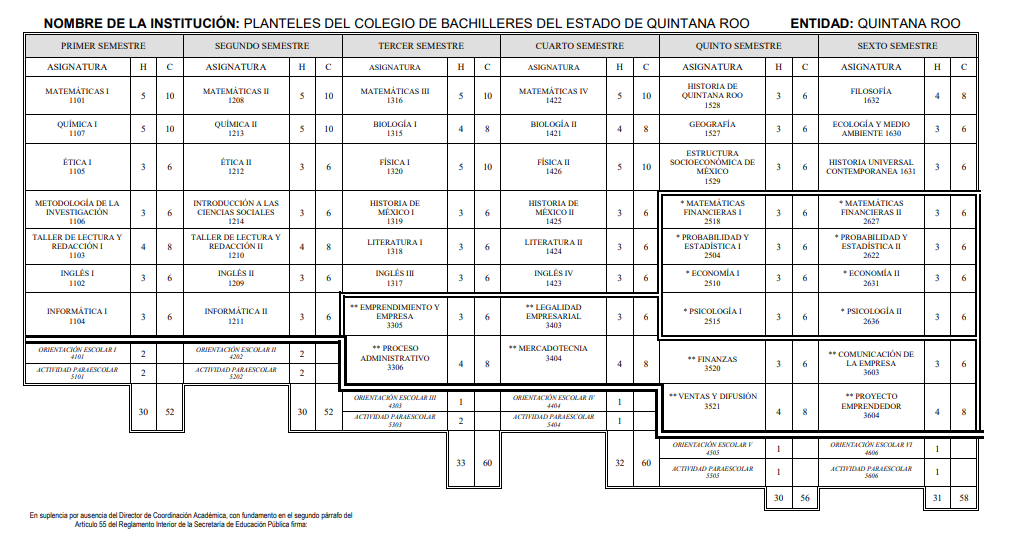 NOMBRE DE LA INSTITUCIÓN: PLANTELES DEL COLEGIO DE BACHILLERES DEL ESTADO DE QUINTANA ROO ENTIDAD: QUINTANA ROO
PRIMER SEMESTRE SEGUNDO SEMESTRE TERCER SEMESTRE CUARTO SEMESTRE QUINTO SEMESTRE SEXTO SEMESTRE
ASIGNATURA H C ASIGNATURA H C ASIGNATURA H C ASIGNATURA H C ASIGNATURA H C ASIGNATURA H C
MATEMÁTICAS I 1101 5 10 MATEMÁTICAS II 1208 5 10 MATEMÁTICAS III 1316 5 10 MATEMÁTICAS IV 1422 5 10 HISTORIA DE QUINTANA ROO 1528 3 6 FILOSOFÍA 1632 4 8
QUÍMICA I 1107 5 10 QUÍMICA II 1213 5 10 BIOLOGÍA I 1315 4 8 BIOLOGÍA II 1421 4 8 GEOGRAFÍA 1527 3 6 ECOLOGÍA Y MEDIO AMBIENTE 1630 3 6
ÉTICA I 1105 3 6 ÉTICA II 1212 3 6 FÍSICA I 1320 5 10 FÍSICA II 1426 5 10 ESTRUCTURA SOCIOECONÓMICA DE MÉXICO 1529 3 6 HISTORIA UNIVERSAL CONTEMPORANEA 1631 3 6
METODOLOGÍA DE LA INVESTIGACIÓN 1106 3 6 INTRODUCCIÓN A LAS CIENCIAS SOCIALES 1214 3 6 HISTORIA DE MÉXICO I 1319 3 6 HISTORIA DE MÉXICO II 1425 3 6 * MATEMÁTICAS FINANCIERAS I 2518 3 6 * MATEMÁTICAS FINANCIERAS II 2627 3 6
TALLER DE LECTURA Y REDACCIÓN I 1103 4 8 TALLER DE LECTURA Y REDACCIÓN II 1210 4 8 LITERATURA I 1318 3 6 LITERATURA II 1424 3 6 * PROBABILIDAD Y ESTADÍSTICA I 2504 3 6 * PROBABILIDAD Y ESTADÍSTICA II 2622 3 6
INGLÉS I 1102 3 6 INGLÉS II 1209 3 6 INGLÉS III 1317 3 6 INGLÉS IV 1423 3 6 * ECONOMÍA I 2510 3 6 * ECONOMÍA II 2631 3 6
INFORMÁTICA I 1104 3 6 INFORMÁTICA II 1211 3 6 ** EMPRENDIMIENTO Y EMPRESA 3305 3 6 ** LEGALIDAD EMPRESARIAL 3403 3 6 * PSICOLOGÍA I 2515 3 6 * PSICOLOGÍA II 2636 3 6
ORIENTACIÓN ESCOLAR I 4101 2 ORIENTACIÓN ESCOLAR II 4202 2 ** PROCESO ADMINISTRATIVO 3306 4 8 ** MERCADOTECNIA 3404 4 8 ** FINANZAS 3520 3 6 ** COMUNICACIÓN DE LA EMPRESA 3603 3 6
ACTIVIDAD PARAESCOLAR 5101 2 ACTIVIDAD PARAESCOLAR 5202 2
30 52 30 52 ORIENTACIÓN ESCOLAR III 4303 1 ORIENTACIÓN ESCOLAR IV 4404 1 ** VENTAS Y DIFUSIÓN 3521 4 8 ** PROYECTO EMPRENDEDOR 3604 4 8
ACTIVIDAD PARAESCOLAR 5303 2 ACTIVIDAD PARAESCOLAR 5404 1
33 60 32 60 ORIENTACIÓN ESCOLAR V 4505 1 ORIENTACIÓN ESCOLAR VI 4606 1
ACTIVIDAD PARAESCOLAR 5505 1 ACTIVIDAD PARAESCOLAR 5606 1
30 56 31 58
En suplencia por ausencia del Director de Coordinación Académica, con fundamento en el segundo párrafo del
Artículo 55 del Reglamento Interior de la Secretaría de Educación Pública firma: